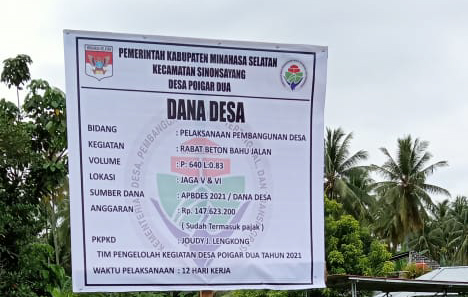 PEMERINTAH KABUPATEN MINAHASA SELATAN
KECAMATAN SINONSAYANG
DESA POIGAR DUA
DANA DESA
BIDANG : PELAKSANAAN PEMBANGUNAN DESA
KEGIATAN : RABAT BETON BAHU JALAN
VOLUME : P: 640 L:0.83
LOKASI : JAGA V & VI
SUMBER DANA : APBDES 2021 / DANA DESA
ANGGARAN : Rp. 147.623.200
( Sudah Termasuk pajak )
PKPKD : JOUDY J. LENGKONG
TIM PENGELOLAH KEGIATAN DESA POIGAR DUA TAHUN 2021
WAKTU PELAKSANAAN : 12 HARI KERJA